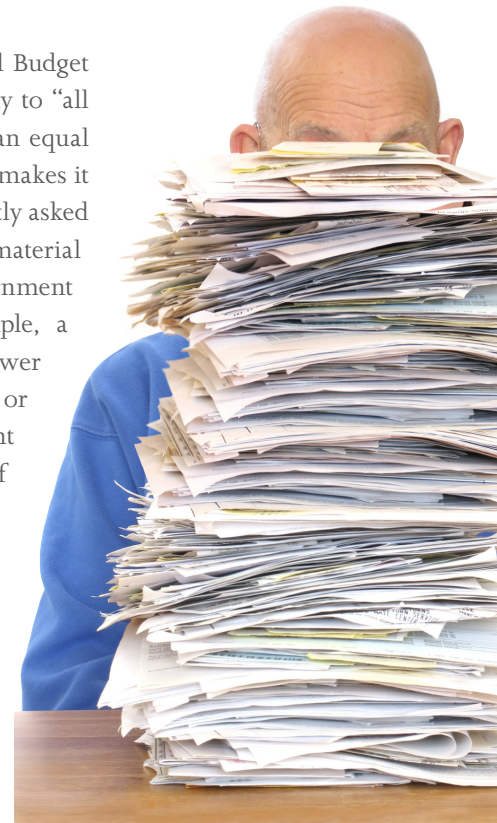 l Budget
y to “all
an equal
makes it
tly asked
material
nment
ple, a
wer
or
nt
f